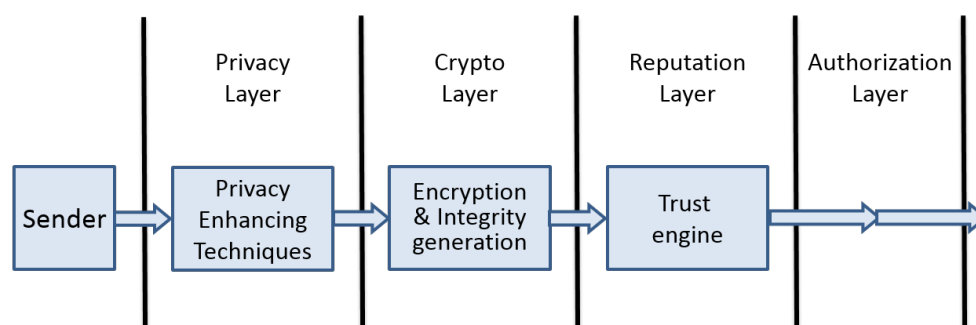 Privacy
Layer
Crypto
Layer
Reputation
Layer
Authorization
Layer
Sender
Privacy
Enhancing
Techniques
Encryption
& Integrity
generation
Trust
engine